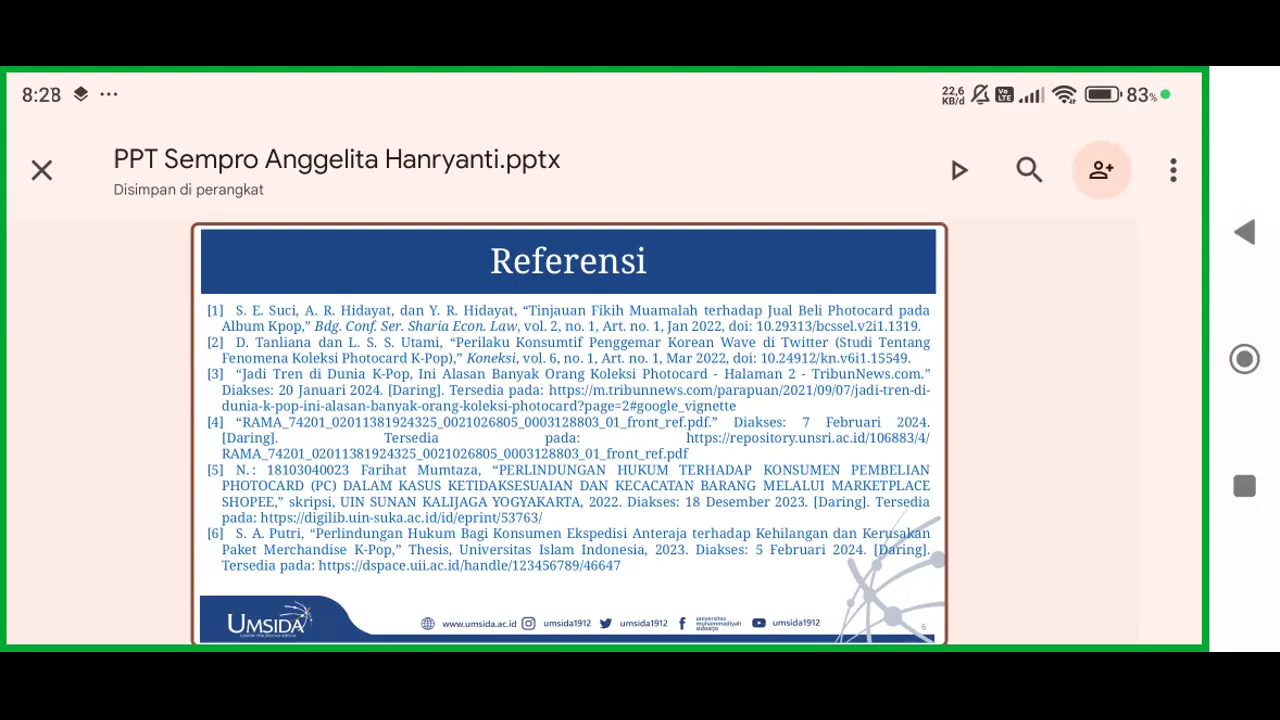 8:28 ...
22,6 KB/d Vo LTE 83%
PPT Sempro Anggelita Hanryanti.pptx
Disimpan di perangkat
Referensi
[1] S. E. Suci, A. R. Hidayat, dan Y. R. Hidayat, “Tinjauan Fikih Muamalah terhadap Jual Beli Photocard pada
Album Kpop,” Bdg. Conf. Ser. Sharia Econ. Law, vol. 2, no. 1, Art. no. 1, Jan 2022, doi: 10.29313/bcssel.v2i1.1319.
[2] D. Tanliana dan L. S. S. Utami, “Perilaku Konsumtif Penggemar Korean Wave di Twitter (Studi Tentang
Fenomena Koleksi Photocard K-Pop),” Koneksi, vol. 6, no. 1, Art. no. 1, Mar 2022, doi: 10.24912/kn.v6i1.15549.
[3] “Jadi Tren di Dunia K-Pop, Ini Alasan Banyak Orang Koleksi Photocard - Halaman 2 - TribunNews.com.”
Diakses: 20 Januari 2024. [Daring]. Tersedia pada: https://m.tribunnews.com/parapuan/2021/09/07/jadi-tren-di-
dunia-k-pop-ini-alasan-banyak-orang-koleksi-photocard?page=2#google_vignette
[4] “RAMA_74201_02011381924325_0021026805_0003128803_01_front_ref.pdf.” Diakses: 7 Februari 2024.
[Daring]. Tersedia pada: https://repository.unsri.ac.id/106883/4/
RAMA_74201_02011381924325_0021026805_0003128803_01_front_ref.pdf
[5] N.: 18103040023 Farihat Mumtaza, “PERLINDUNGAN HUKUM TERHADAP KONSUMEN PEMBELIAN
PHOTOCARD (PC) DALAM KASUS KETIDAKSESUAIAN DAN KECACATAN BARANG MELALUI MARKETPLACE
SHOPEE,” skripsi, UIN SUNAN KALIJAGA YOGYAKARTA, 2022. Diakses: 18 Desember 2023. [Daring]. Tersedia
pada: https://digilib.uin-suka.ac.id/id/eprint/53763/
[6] S. A. Putri, “Perlindungan Hukum Bagi Konsumen Ekspedisi Anteraja terhadap Kehilangan dan Kerusakan
Paket Merchandise K-Pop,” Thesis, Universitas Islam Indonesia, 2023. Diakses: 5 Februari 2024. [Daring].
Tersedia pada: https://dspace.uii.ac.id/handle/123456789/46647
UMSIDA
www.umsida.ac.id umsida1912 umsida1912 universitas muhammadiyah sidoarjo umsida1912
6